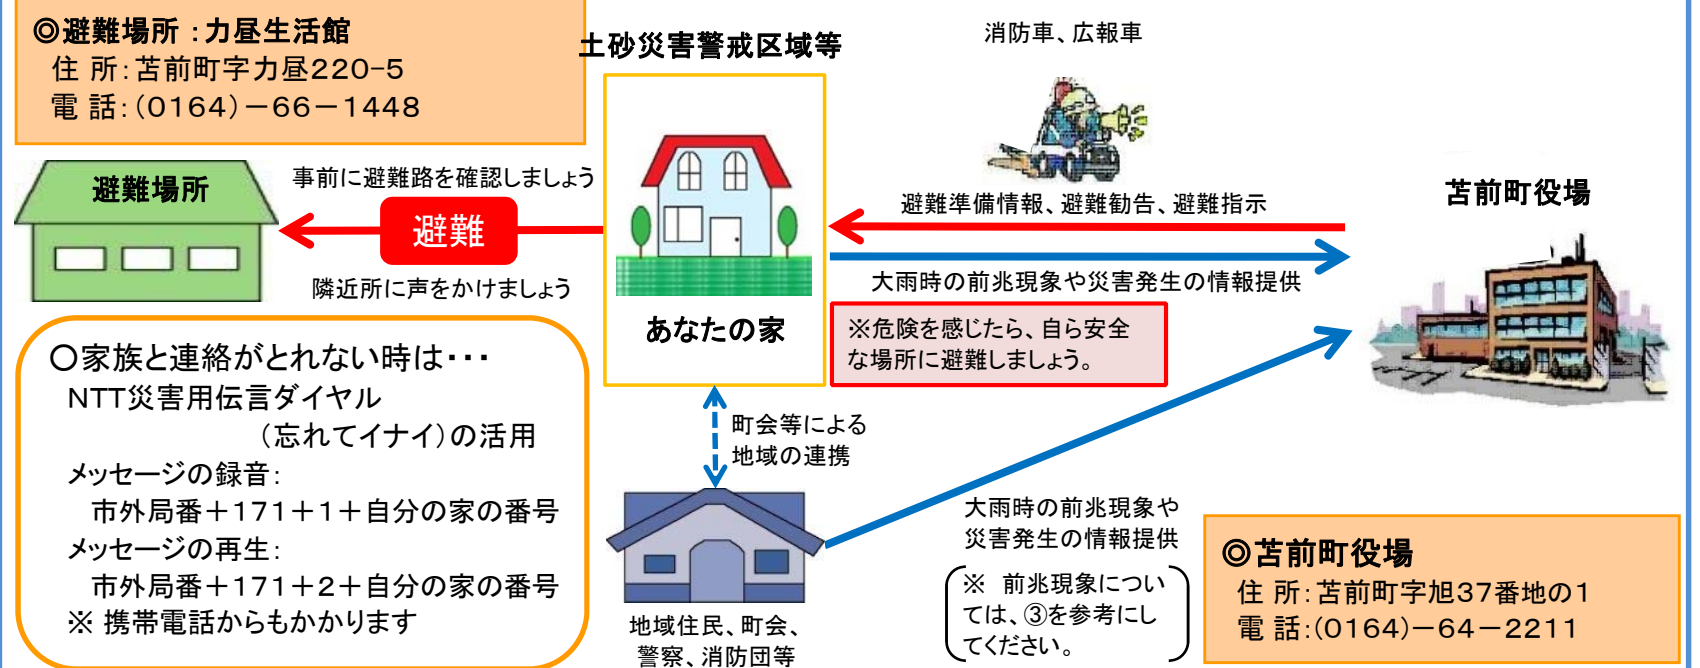 ◎避難場所：力昼生活館
住 所：苫前町字力昼220-5
電 話：（0164）－66－1448
土砂災害警戒区域等
消防車、広報車
避難場所
事前に避難路を確認しましょう
避難
隣近所に声をかけましょう
あなたの家
避難準備情報、避難勧告、避難指示
大雨時の前兆現象や災害発生の情報提供
苫前町役場
※危険を感じたら、自ら安全
な場所に避難しましょう。
〇家族と連絡がとれない時は・・・
NTT災害用伝言ダイヤル
（忘れてイナイ）の活用
メッセージの録音：
市外局番＋171＋1＋自分の家の番号
メッセージの再生：
市外局番＋171＋2＋自分の家の番号
※ 携帯電話からもかかります
町会等による
地域の連携
地域住民、町会、
警察、消防団等
大雨時の前兆現象や
災害発生の情報提供
※ 前兆現象につい
ては、③を参考にし
てください。
◎苫前町役場
住 所：苫前町字旭37番地の1
電 話：（0164）－64－2211